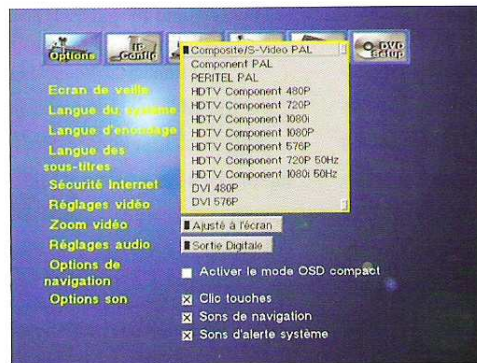 Options
IP Config
DVD Setup
Composite/S-Video PAL
Component PAL
PERITEL PAL
HDTV Component 480P
HDTV Component 720P
HDTV Component 1080i
HDTV Component 1080P
HDTV Component 576P
HDTV Component 720P 50Hz
HDTV Component 1080i 50Hz
DVI 480P
DVI 576P
Ecran de veille
Langue du système
Langue d'encodage
Langue des
sous-titres
Sécurité Internet
Réglages vidéo
Zoom vidéo
Ajusté à l'écran
Réglages audio
Sortie Digitale
Options de
navigation
Activer le mode OSD compact
Options son
Clic touches
Sons de navigation
Sons d'alerte système